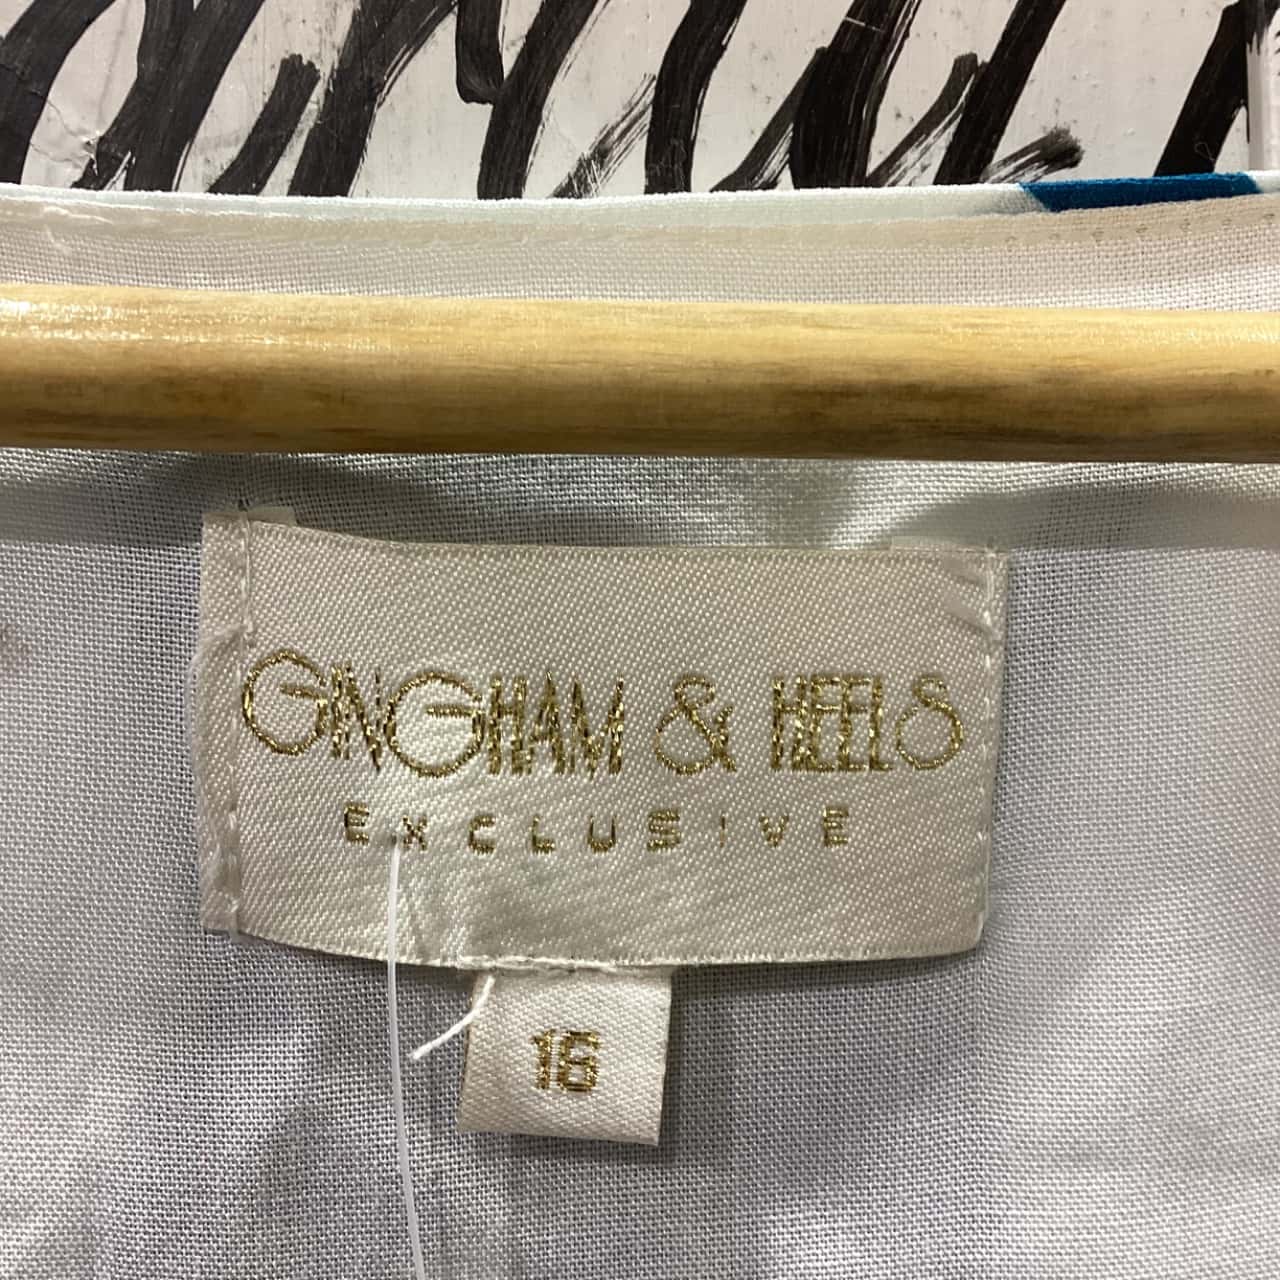 GINGHAM & HEELS
EXCLUSIVE
16